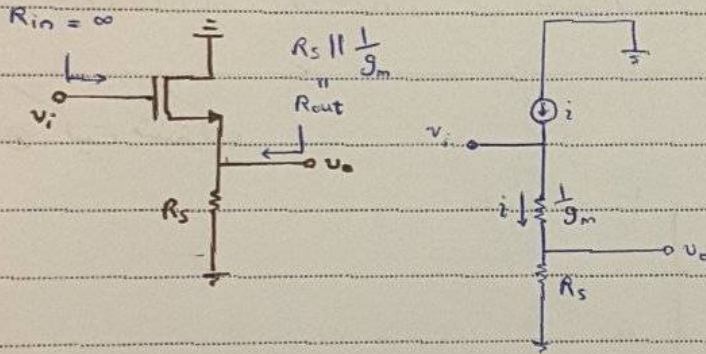 Rin = ∞
Rs || 1/gm
"
Rout
vi
vo
Rs
i
vi
i
1/gm
vo
Rs